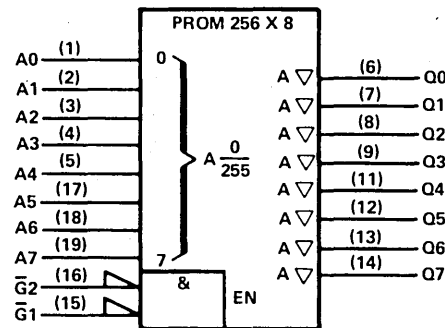 PROM 256 X 8
A0 (1) 0
A1 (2)
A2 (3)
A3 (4)
A4 (5)
A5 (17)
A6 (18)
A7 (19) 7
A 0/255
G̅2 (16) &
G̅1 (15) EN
A ▽ (6) Q0
A ▽ (7) Q1
A ▽ (8) Q2
A ▽ (9) Q3
A ▽ (11) Q4
A ▽ (12) Q5
A ▽ (13) Q6
A ▽ (14) Q7